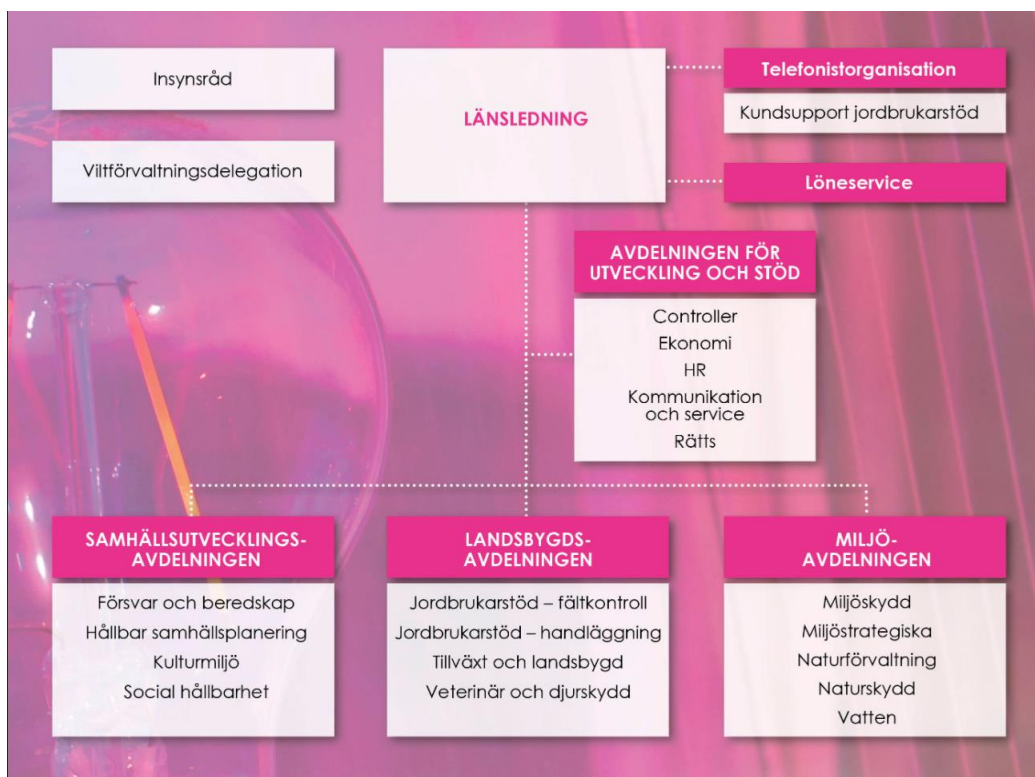 Insynsråd
Viltförvaltningsdelegation
LÄNSLEDNING
Telefonistorganisation
Kundsupport jordbrukarstöd
Löneservice
AVDELNINGEN FÖR
UTVECKLING OCH STÖD
Controller
Ekonomi
HR
Kommunikation
och service
Rätts
SAMHÄLLSUTVECKLINGS-
AVDELNINGEN
Försvar och beredskap
Hållbar samhällsplanering
Kulturmiljö
Social hållbarhet
LANDSBYGDS-
AVDELNINGEN
Jordbrukarstöd – fältkontroll
Jordbrukarstöd – handläggning
Tillväxt och landsbygd
Veterinär och djurskydd
MILJÖ-
AVDELNINGEN
Miljöskydd
Miljöstrategiska
Naturförvaltning
Naturskydd
Vatten